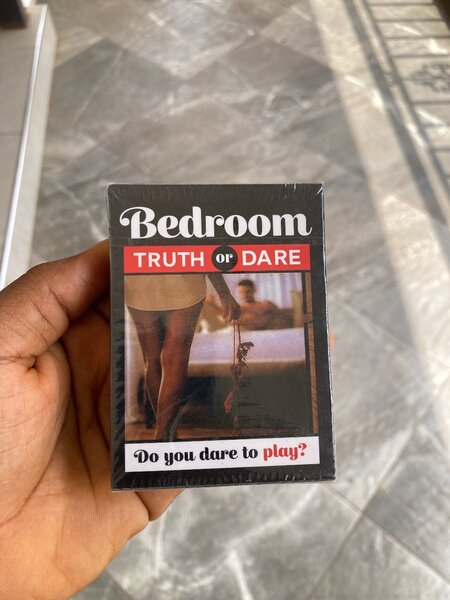 Bedroom
TRUTH or DARE
Do you dare to play?